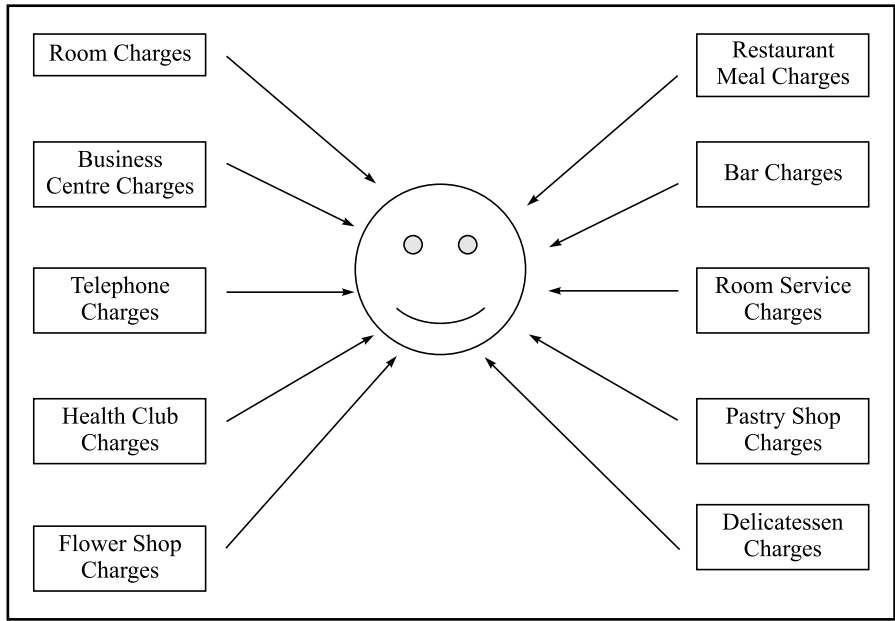 Room Charges
Business
Centre Charges
Telephone
Charges
Health Club
Charges
Flower Shop
Charges
Restaurant
Meal Charges
Bar Charges
Room Service
Charges
Pastry Shop
Charges
Delicatessen
Charges